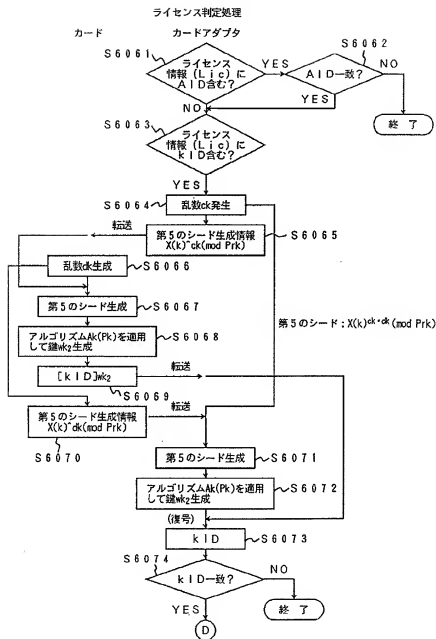 ライセンス判定処理
カード
カードアダプタ
S6061
ライセンス
情報(Lic)に
AID含む?
YES
S6062
AID一致?
NO
YES
終了
NO
S6063
ライセンス
情報(Lic)に
kID含む?
YES
S6064
乱数ck発生
転送
第5のシード生成情報
X(k)^ck(mod Prk)
S6065
乱数dk生成
S6066
第5のシード生成
S6067
第5のシード:X(k)ck・dk(mod Prk)
アルゴリズムAk(Pk)を適用
して鍵wk2生成
S6068
[kID]wk2
転送
S6069
第5のシード生成情報
X(k)^dk(mod Prk)
転送
S6070
第5のシード生成
S6071
アルゴリズムAk(Pk)を適用
して鍵wk2生成
S6072
(復号)
kID
S6073
S6074
kID一致?
NO
YES
終了
D